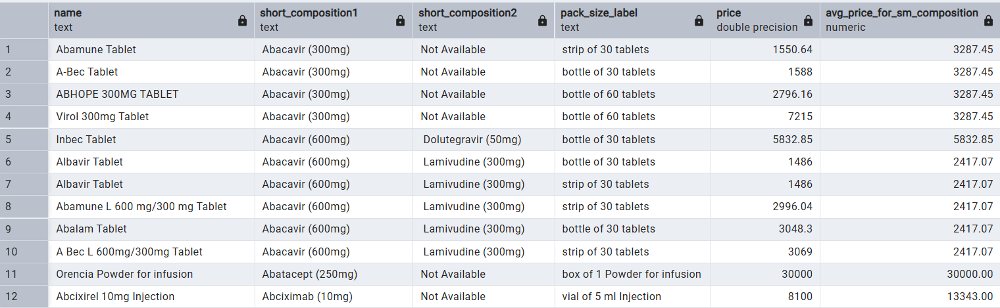 name short_composition1 short_composition2 pack_size_label price avg_price_for_sm_composition
text text text text double precision numeric
1 Abamune Tablet Abacavir (300mg) Not Available strip of 30 tablets 1550.64 3287.45
2 A-Bec Tablet Abacavir (300mg) Not Available bottle of 30 tablets 1588 3287.45
3 ABHOPE 300MG TABLET Abacavir (300mg) Not Available bottle of 60 tablets 2796.16 3287.45
4 Virol 300mg Tablet Abacavir (300mg) Not Available bottle of 60 tablets 7215 3287.45
5 Inbec Tablet Abacavir (600mg) Dolutegravir (50mg) bottle of 30 tablets 5832.85 5832.85
6 Albavir Tablet Abacavir (600mg) Lamivudine (300mg) bottle of 30 tablets 1486 2417.07
7 Albavir Tablet Abacavir (600mg) Lamivudine (300mg) strip of 30 tablets 1486 2417.07
8 Abamune L 600 mg/300 mg Tablet Abacavir (600mg) Lamivudine (300mg) strip of 30 tablets 2996.04 2417.07
9 Abalam Tablet Abacavir (600mg) Lamivudine (300mg) bottle of 30 tablets 3048.3 2417.07
10 A Bec L 600mg/300mg Tablet Abacavir (600mg) Lamivudine (300mg) strip of 30 tablets 3069 2417.07
11 Orencia Powder for infusion Abatacept (250mg) Not Available box of 1 Powder for infusion 30000 30000.00
12 Abcixirel 10mg Injection Abciximab (10mg) Not Available vial of 5 ml Injection 8100 13343.00